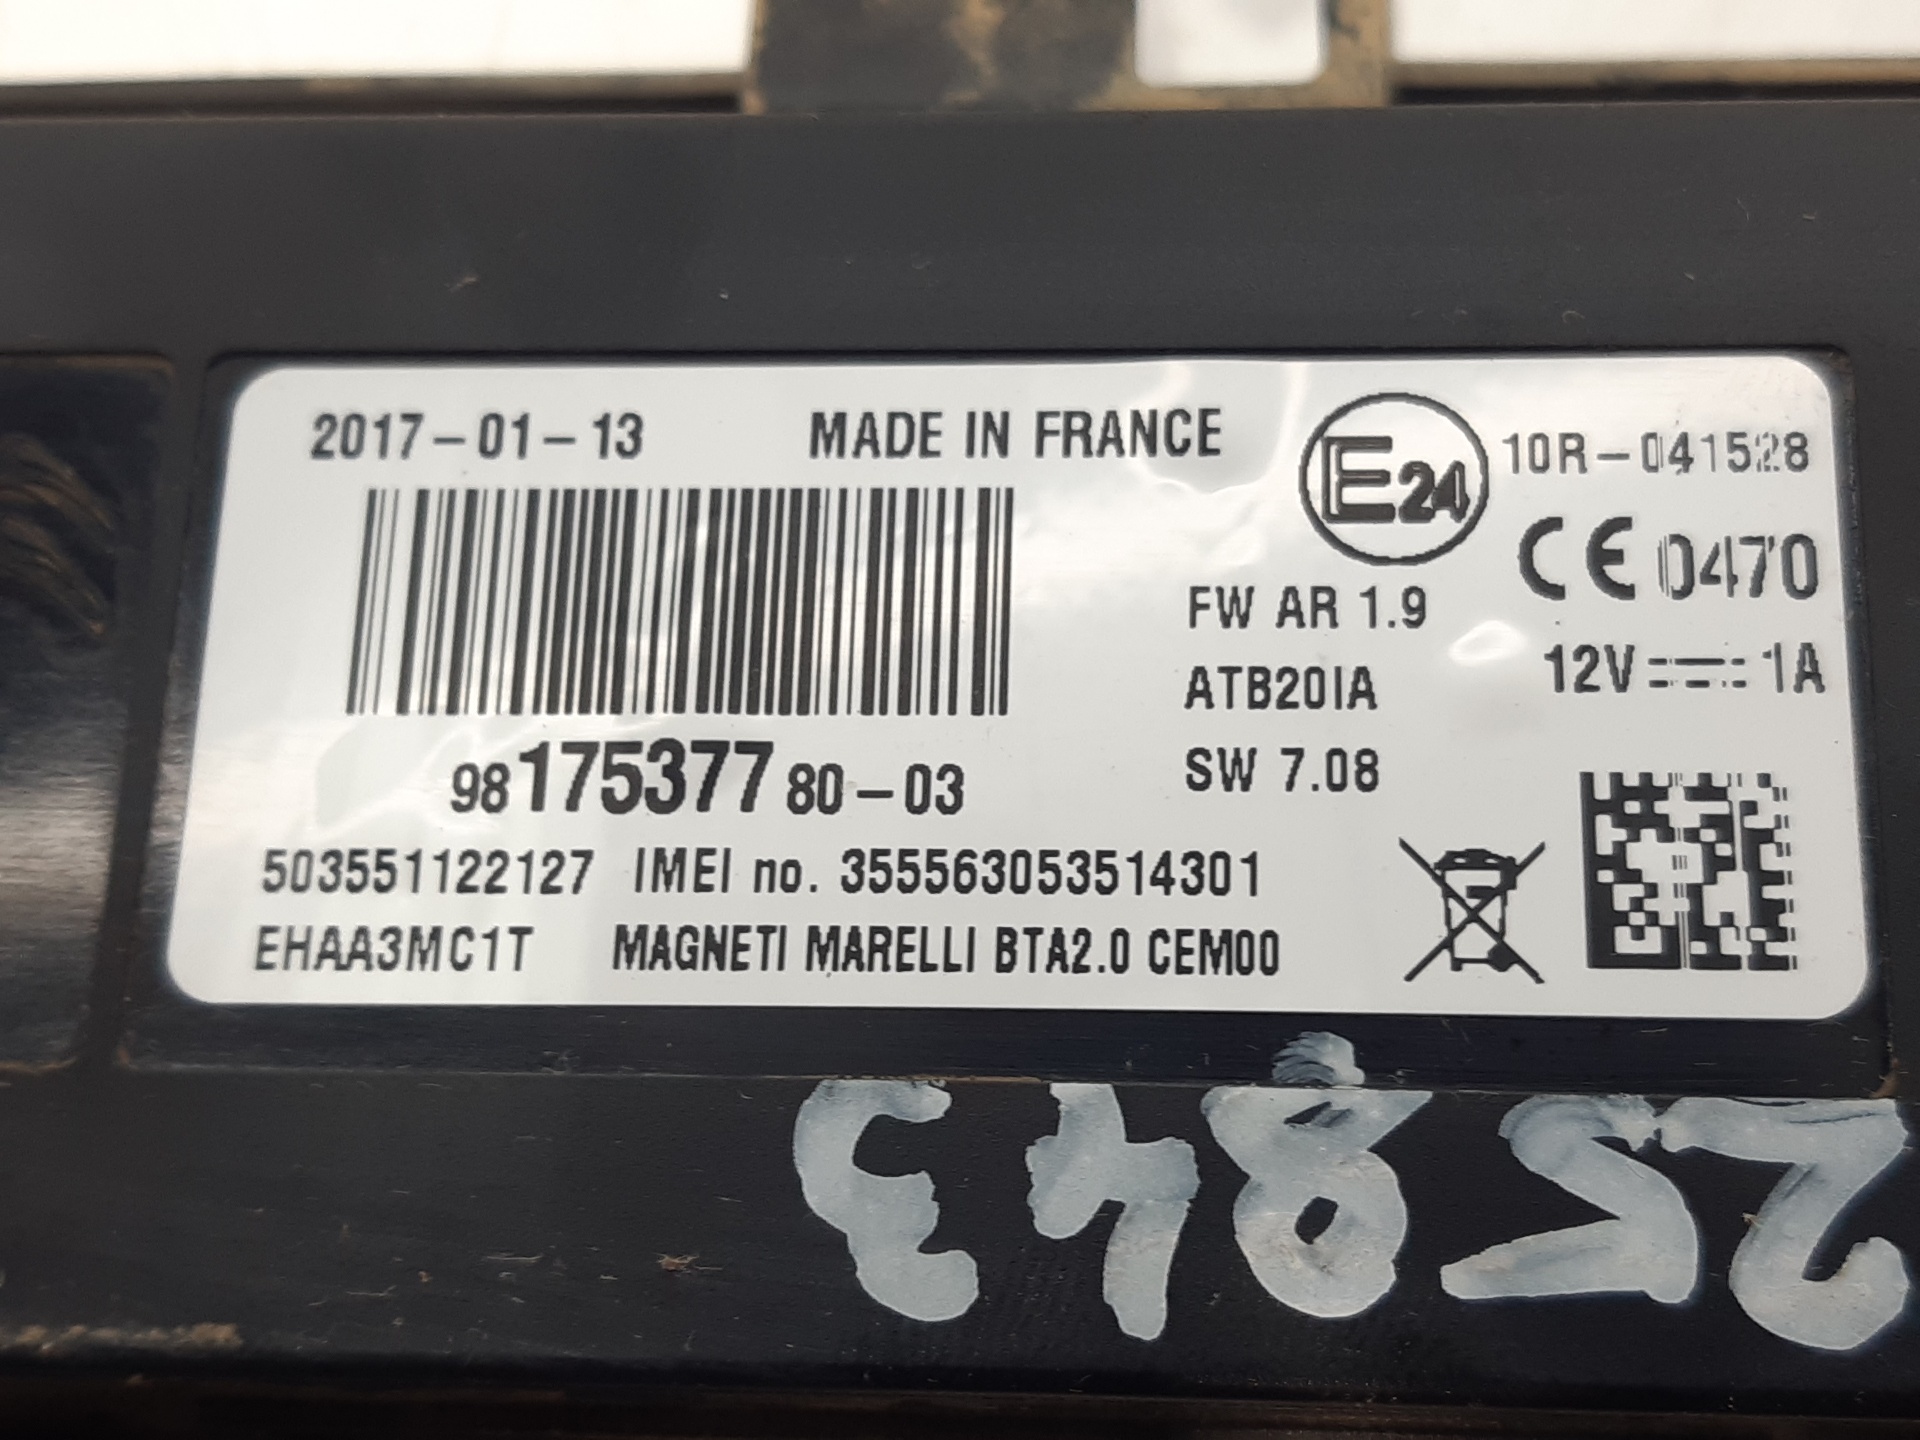 2017-01-13 MADE IN FRANCE
E24 10R-041528
CE 0470
FW AR 1.9
ATB20IA 12V 1A
9817537780-03 SW 7.08
503551122127 IMEI no. 355563053514301
EHAA3MC1T MAGNETI MARELLI BTA2.0 CEM00